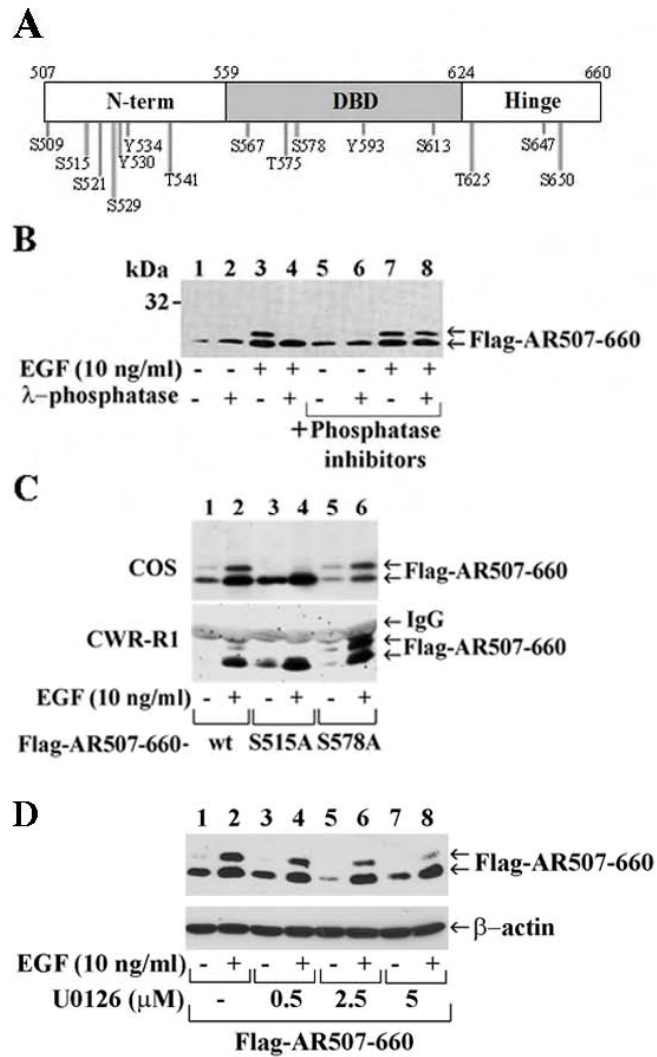 A
507 559 624 660
N-term DBD Hinge
S509 Y534 S567 S578 Y593 S613 S647
S515 Y530 T575 T625 S650
S521 T541
S529
B
kDa 1 2 3 4 5 6 7 8
32-
Flag-AR507-660
EGF (10 ng/ml) - - + + - - + +
λ-phosphatase - + - + - + - +
+Phosphatase
inhibitors
C
1 2 3 4 5 6
COS ←Flag-AR507-660
←IgG
CWR-R1 ←Flag-AR507-660
EGF (10 ng/ml) - + - + - +
Flag-AR507-660- wt S515A S578A
D
1 2 3 4 5 6 7 8
←Flag-AR507-660
←β-actin
EGF (10 ng/ml) - + - + - + - +
U0126 (μM) - 0.5 2.5 5
Flag-AR507-660